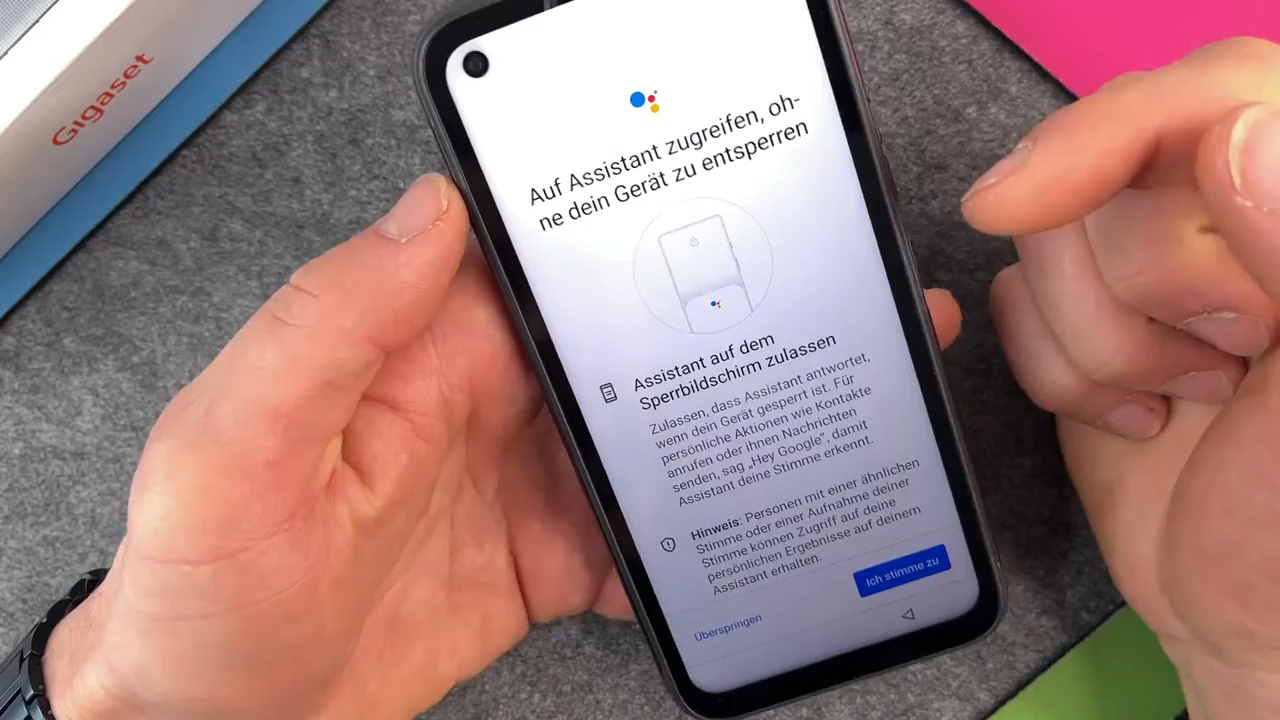 Gigaset
Auf Assistant zugreifen, oh-
ne dein Gerät zu entsperren
Assistant auf dem
Sperrbildschirm zulassen
Zulassen, dass Assistant antwortet,
wenn dein Gerät gesperrt ist. Für
persönliche Aktionen wie Kontakte
anrufen oder ihnen Nachrichten
senden, sag „Hey Google", damit
Assistant deine Stimme erkennt.
Hinweis: Personen mit einer ähnlichen
Stimme oder einer Aufnahme deiner
Stimme können Zugriff auf deine
persönlichen Ergebnisse auf deinem
Assistant erhalten.
Ich stimme zu
Überspringen